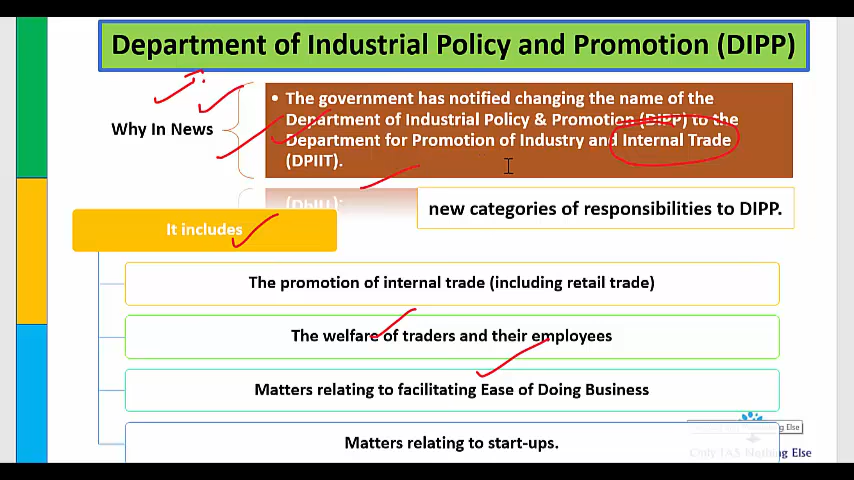 Department of Industrial Policy and Promotion (DIPP)
Why In News
• The government has notified changing the name of the
Department of Industrial Policy & Promotion (DIPP) to the
Department for Promotion of Industry and Internal Trade
(DPIIT).
new categories of responsibilities to DIPP.
It includes
The promotion of internal trade (including retail trade)
The welfare of traders and their employees
Matters relating to facilitating Ease of Doing Business
Matters relating to start-ups.
Else
Only IAS Nothing Else